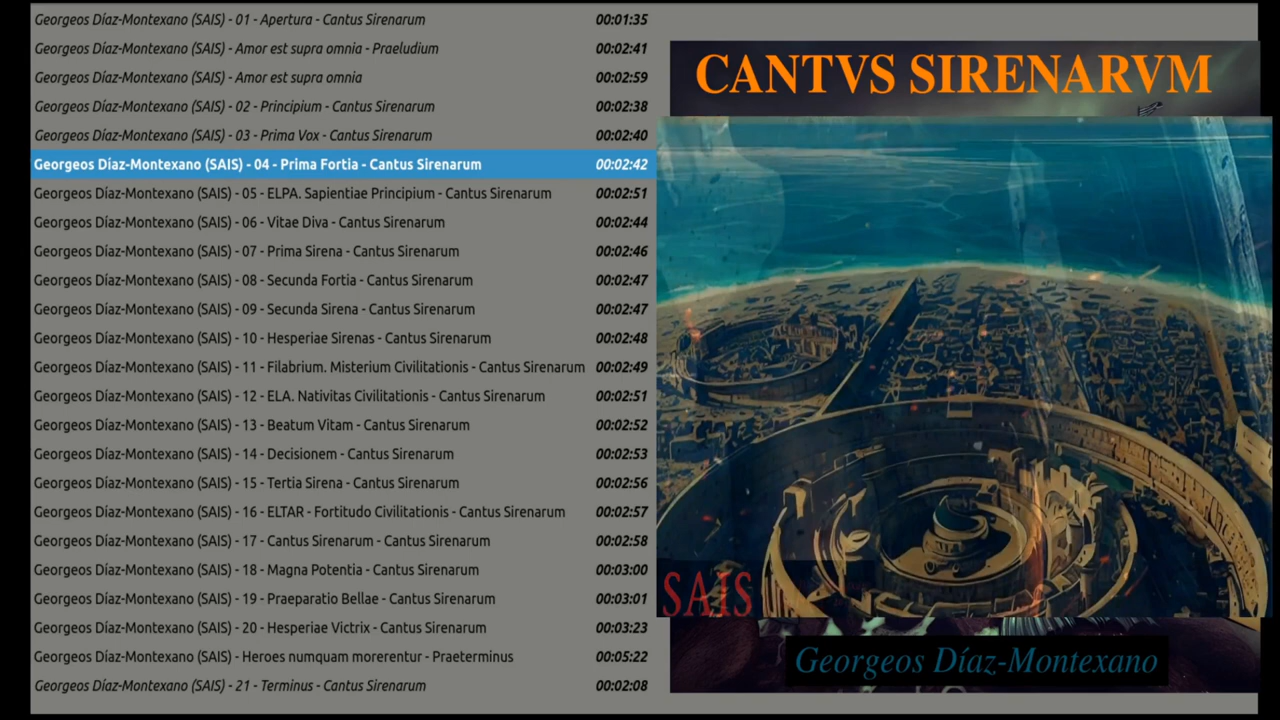 Georgeos Díaz-Montexano (SAIS) - 01 - Apertura - Cantus Sirenarum 00:01:35
Georgeos Díaz-Montexano (SAIS) - Amor est supra omnia - Praeludium 00:02:41
Georgeos Díaz-Montexano (SAIS) - Amor est supra omnia 00:02:59
Georgeos Díaz-Montexano (SAIS) - 02 - Principium - Cantus Sirenarum 00:02:38
Georgeos Díaz-Montexano (SAIS) - 03 - Prima Vox - Cantus Sirenarum 00:02:40
Georgeos Díaz-Montexano (SAIS) - 04 - Prima Fortia - Cantus Sirenarum 00:02:42
Georgeos Díaz-Montexano (SAIS) - 05 - ELPA. Sapientiae Principium - Cantus Sirenarum 00:02:51
Georgeos Díaz-Montexano (SAIS) - 06 - Vitae Diva - Cantus Sirenarum 00:02:44
Georgeos Díaz-Montexano (SAIS) - 07 - Prima Sirena - Cantus Sirenarum 00:02:46
Georgeos Díaz-Montexano (SAIS) - 08 - Secunda Fortia - Cantus Sirenarum 00:02:47
Georgeos Díaz-Montexano (SAIS) - 09 - Secunda Sirena - Cantus Sirenarum 00:02:47
Georgeos Díaz-Montexano (SAIS) - 10 - Hesperiae Sirenas - Cantus Sirenarum 00:02:48
Georgeos Díaz-Montexano (SAIS) - 11 - Filabrium. Misterium Civilitationis - Cantus Sirenarum 00:02:49
Georgeos Díaz-Montexano (SAIS) - 12 - ELA. Nativitas Civilitationis - Cantus Sirenarum 00:02:51
Georgeos Díaz-Montexano (SAIS) - 13 - Beatum Vitam - Cantus Sirenarum 00:02:52
Georgeos Díaz-Montexano (SAIS) - 14 - Decisionem - Cantus Sirenarum 00:02:53
Georgeos Díaz-Montexano (SAIS) - 15 - Tertia Sirena - Cantus Sirenarum 00:02:56
Georgeos Díaz-Montexano (SAIS) - 16 - ELTAR - Fortitudo Civilitationis - Cantus Sirenarum 00:02:57
Georgeos Díaz-Montexano (SAIS) - 17 - Cantus Sirenarum - Cantus Sirenarum 00:02:58
Georgeos Díaz-Montexano (SAIS) - 18 - Magna Potentia - Cantus Sirenarum 00:03:00
Georgeos Díaz-Montexano (SAIS) - 19 - Praeparatio Bellae - Cantus Sirenarum 00:03:01
Georgeos Díaz-Montexano (SAIS) - 20 - Hesperiae Victrix - Cantus Sirenarum 00:03:23
Georgeos Díaz-Montexano (SAIS) - Heroes numquam morerentur - Praeterminus 00:05:22
Georgeos Díaz-Montexano (SAIS) - 21 - Terminus - Cantus Sirenarum 00:02:08
CANTVS SIRENARVM
SAIS
Georgeos Díaz-Montexano